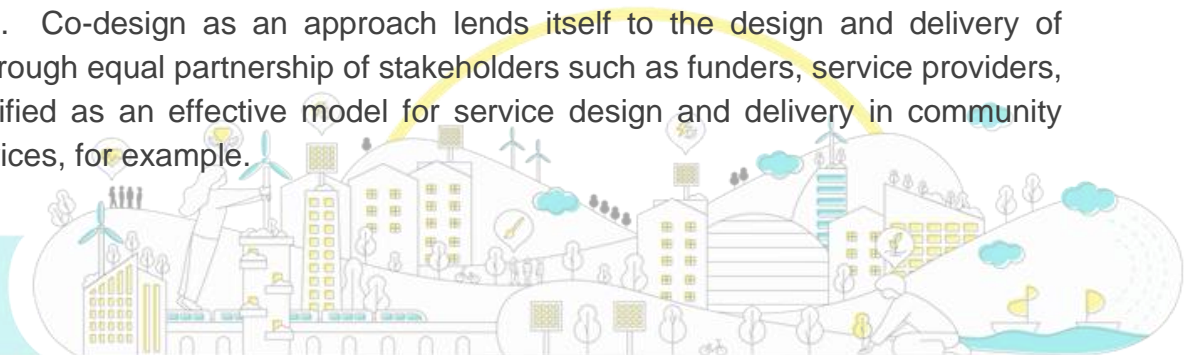 . Co-design as an approach lends itself to the design and delivery of
rough equal partnership of stakeholders such as funders, service providers,
ified as an effective model for service design and delivery in community
ices, for example.